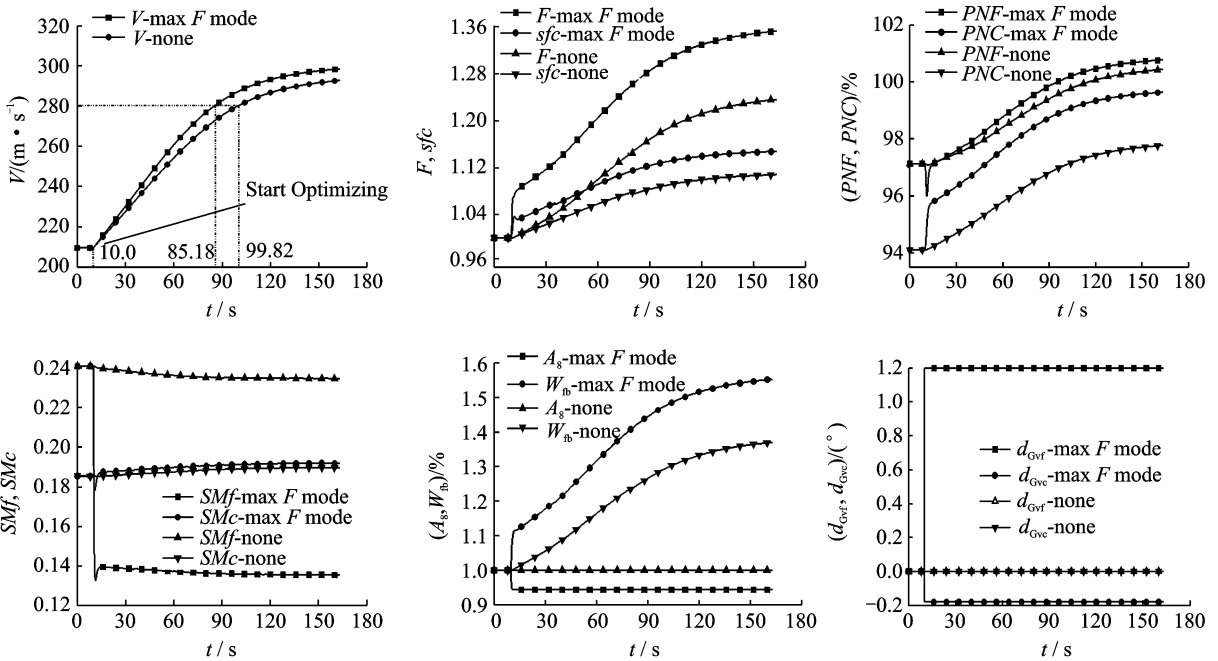 V-max F mode
V-none
V/(m • s⁻¹)
300
280
260
240
220
200
Start Optimizing
10.0
85.18
99.82
0 30 60 90 120 150 180
t / s
F-max F mode
sfc-max F mode
F-none
sfc-none
F, sfc
1.36
1.28
1.20
1.12
1.04
0.96
0 30 60 90 120 150 180
t / s
PNF-max F mode
PNC-max F mode
PNF-none
PNC-none
(PNF, PNC)/%
102
100
98
96
94
0 30 60 90 120 150 180
t / s
SMf, SMc
0.24
0.22
0.20
0.18
0.16
0.14
0.12
SMf-max F mode
SMc-max F mode
SMf-none
SMc-none
0 30 60 90 120 150 180
t / s
A₈-max F mode
W_fb-max F mode
A₈-none
W_fb-none
(A₈,W_fb)/%
1.6
1.5
1.4
1.3
1.2
1.1
1.0
0.9
0 30 60 90 120 150 180
t / s
(d_Gvf, d_Gvc)/(°)
1.2
1.0
0.8
0.6
0.4
0.2
0.0
−0.2
d_Gvf-max F mode
d_Gvc-max F mode
d_Gvf-none
d_Gvc-none
0 30 60 90 120 150 180
t / s